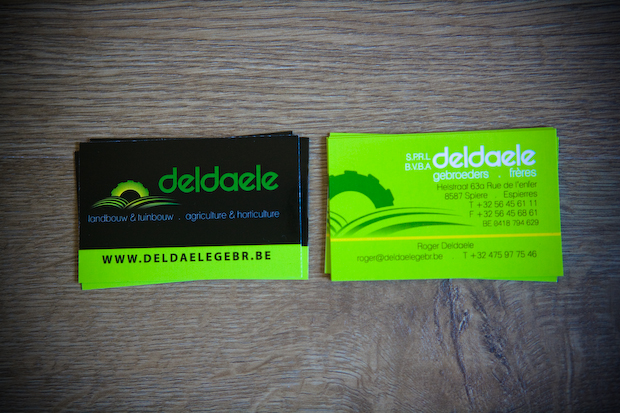 deldaele
landbouw & tuinbouw . agriculture & horticulture
WWW.DELDAELEGEBR.BE
S.P.R.L
B.V.B.A deldaele
gebroeders . frères
Heirstraat 63a Rue de l'enfer
8587 Spiere Espierres
T +32 56 45 61 11
F +32 56 45 68 61
BE 0418 794 629
Roger Deldaele
roger@deldaelegebr.be . T +32 475 97 75 46